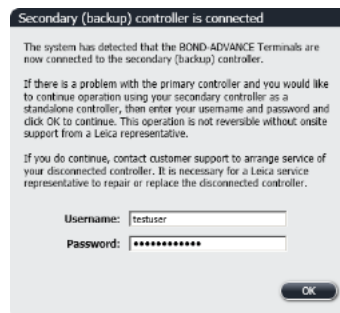 Secondary (backup) controller is connected
The system has detected that the BOND-ADVANCE Terminals are
now connected to the secondary (backup) controller.
If there is a problem with the primary controller and you would like
to continue operation using your secondary controller as a
standalone controller, then enter your username and password and
click OK to continue. This operation is not reversible without onsite
support from a Leica representative.
If you do continue, contact customer support to arrange service of
your disconnected controller. It is necessary for a Leica service
representative to repair or replace the disconnected controller.
Username: testuser
Password: ••••••••••••
OK